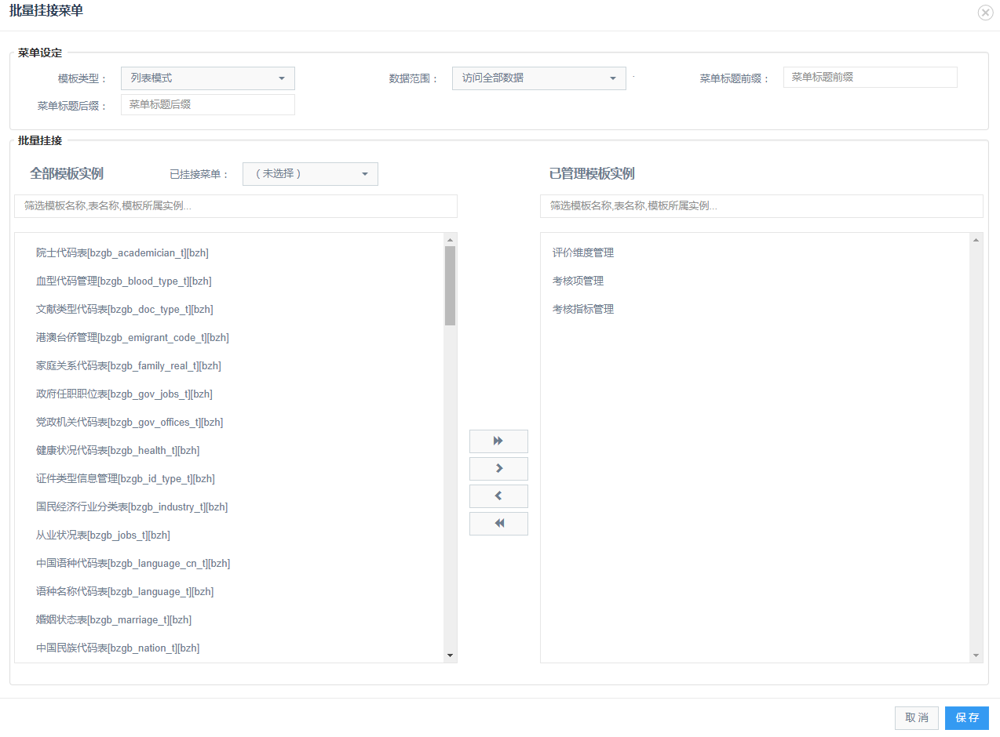 批量挂接菜单
菜单设定
模板类型： 列表模式 数据范围： 访问全部数据 菜单标题前缀： 菜单标题前缀
菜单标题后缀： 菜单标题后缀
批量挂接
全部模板实例 已挂接菜单： （未选择） 已管理模板实例
筛选模板名称,表名称,模板所属实例... 筛选模板名称,表名称,模板所属实例...
院士代码表[bzgb_academician_t][bzh] 评价维度管理
血型代码管理[bzgb_blood_type_t][bzh] 考核项管理
文献类型代码表[bzgb_doc_type_t][bzh] 考核指标管理
港澳台侨管理[bzgb_emigrant_code_t][bzh]
家庭关系代码表[bzgb_family_real_t][bzh]
政府任职职位表[bzgb_gov_jobs_t][bzh]
党政机关代码表[bzgb_gov_offices_t][bzh]
健康状况代码表[bzgb_health_t][bzh]
证件类型信息管理[bzgb_id_type_t][bzh]
国民经济行业分类表[bzgb_industry_t][bzh]
从业状况表[bzgb_jobs_t][bzh]
中国语种代码表[bzgb_language_cn_t][bzh]
语种名称代码表[bzgb_language_t][bzh]
婚姻状态表[bzgb_marriage_t][bzh]
中国民族代码表[bzgb_nation_t][bzh]
取 消 保 存